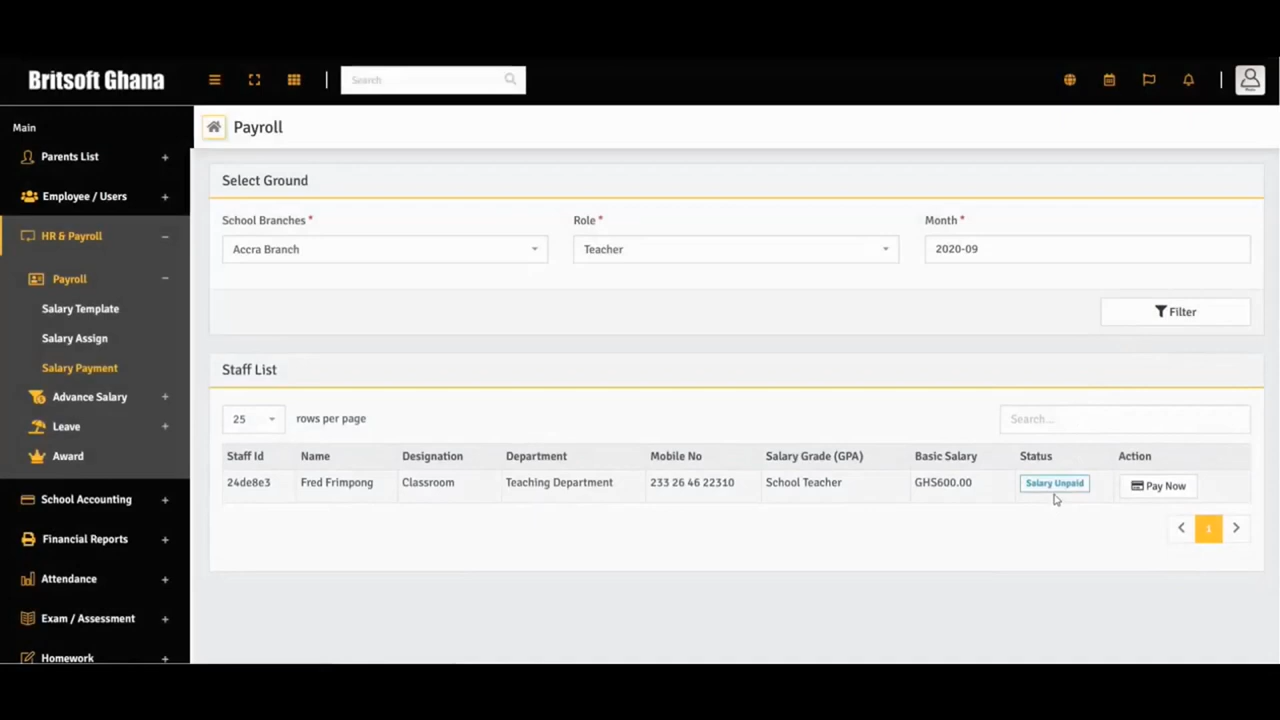 Britsoft Ghana
Search
Main
Parents List +
Employee / Users +
HR & Payroll −
Payroll −
Salary Template
Salary Assign
Salary Payment
Advance Salary +
Leave +
Award
School Accounting +
Financial Reports +
Attendance +
Exam / Assessment +
Homework +
Payroll
Select Ground
School Branches * Role * Month *
Accra Branch Teacher 2020-09
Filter
Staff List
25 rows per page Search...
Staff Id Name Designation Department Mobile No Salary Grade (GPA) Basic Salary Status Action
24de8e3 Fred Frimpong Classroom Teaching Department 233 26 46 22310 School Teacher GHS600.00 Salary Unpaid Pay Now
1